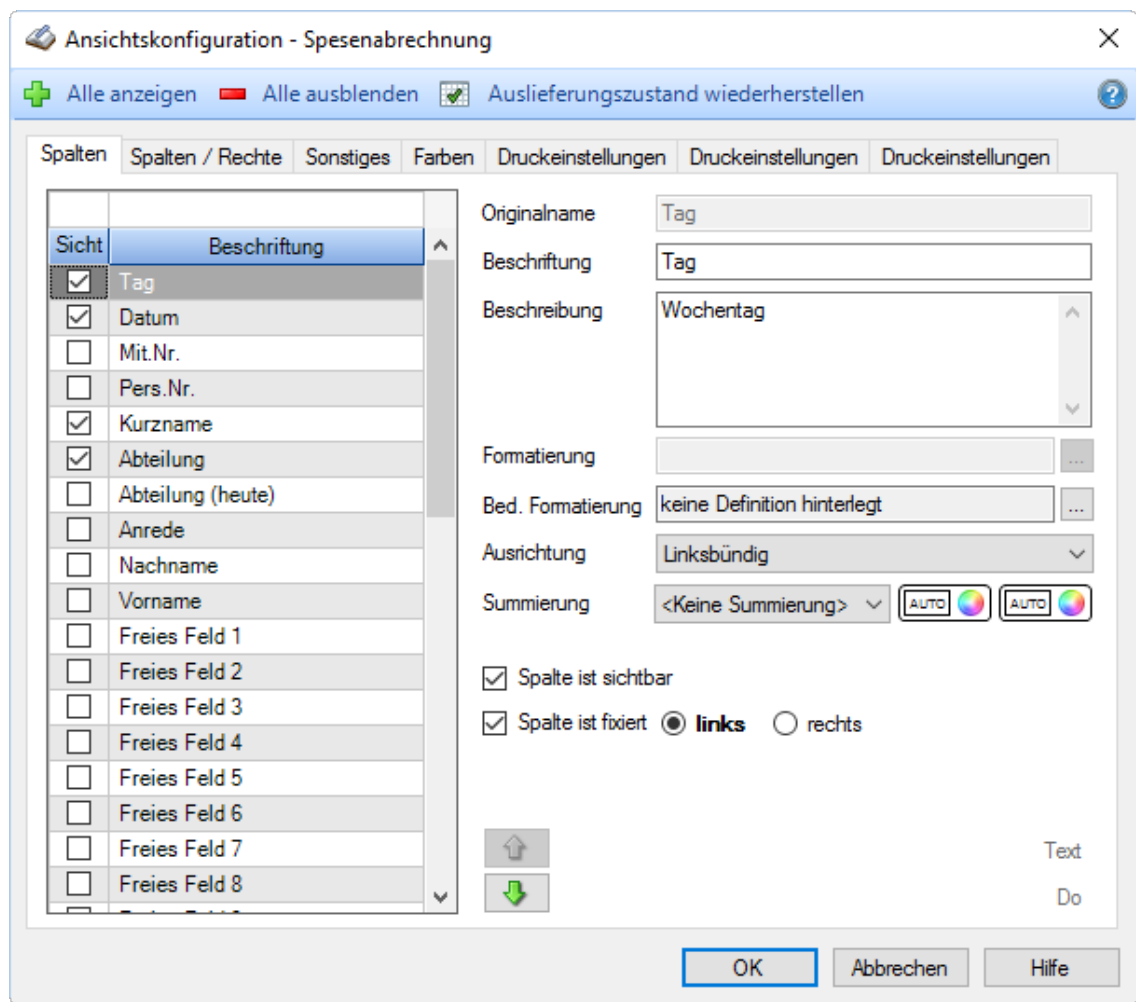 Ansichtskonfiguration - Spesenabrechnung
Alle anzeigen Alle ausblenden Auslieferungszustand wiederherstellen
Spalten Spalten / Rechte Sonstiges Farben Druckeinstellungen Druckeinstellungen Druckeinstellungen
Sicht Beschriftung
Tag
Datum
Mit.Nr.
Pers.Nr.
Kurzname
Abteilung
Abteilung (heute)
Anrede
Nachname
Vorname
Freies Feld 1
Freies Feld 2
Freies Feld 3
Freies Feld 4
Freies Feld 5
Freies Feld 6
Freies Feld 7
Freies Feld 8
Originalname Tag
Beschriftung Tag
Beschreibung Wochentag
Formatierung ...
Bed. Formatierung keine Definition hinterlegt ...
Ausrichtung Linksbündig
Summierung <Keine Summierung> AUTO AUTO
Spalte ist sichtbar
Spalte ist fixiert links rechts
Text
Do
OK Abbrechen Hilfe